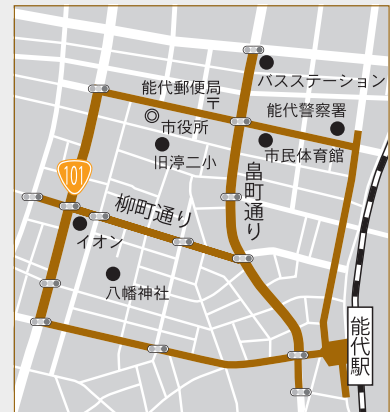 バスステーション
能代郵便局
〒
能代警察署
市役所
市民体育館
旧渟二小
101
柳町通り
畠町通り
イオン
八幡神社
能代駅